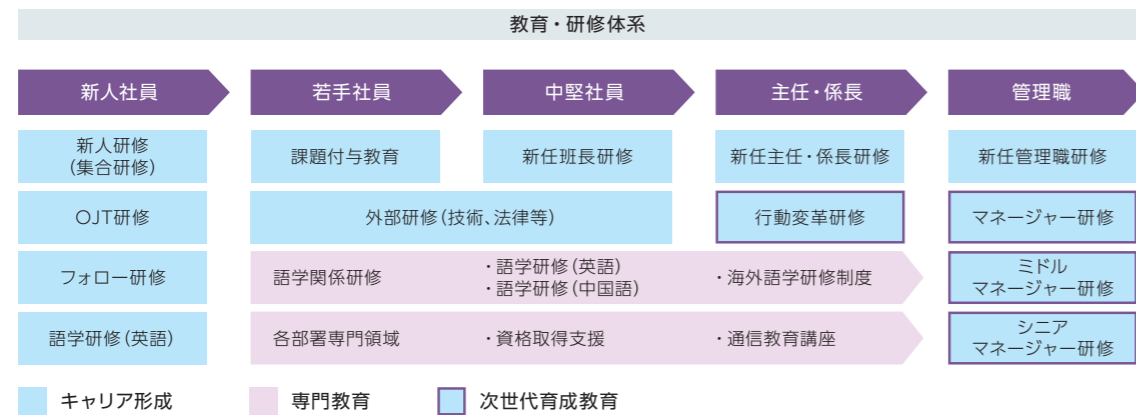 教育・研修体系
新人社員
若手社員
中堅社員
主任・係長
管理職
新人研修
(集合研修)
課題付与教育
新任班長研修
新任主任・係長研修
新任管理職研修
OJT研修
外部研修(技術、法律等)
行動変革研修
マネージャー研修
フォロー研修
語学関係研修
・語学研修(英語)
・語学研修(中国語)
・海外語学研修制度
ミドル
マネージャー研修
語学研修(英語)
各部署専門領域
・資格取得支援
・通信教育講座
シニア
マネージャー研修
キャリア形成
専門教育
次世代育成教育